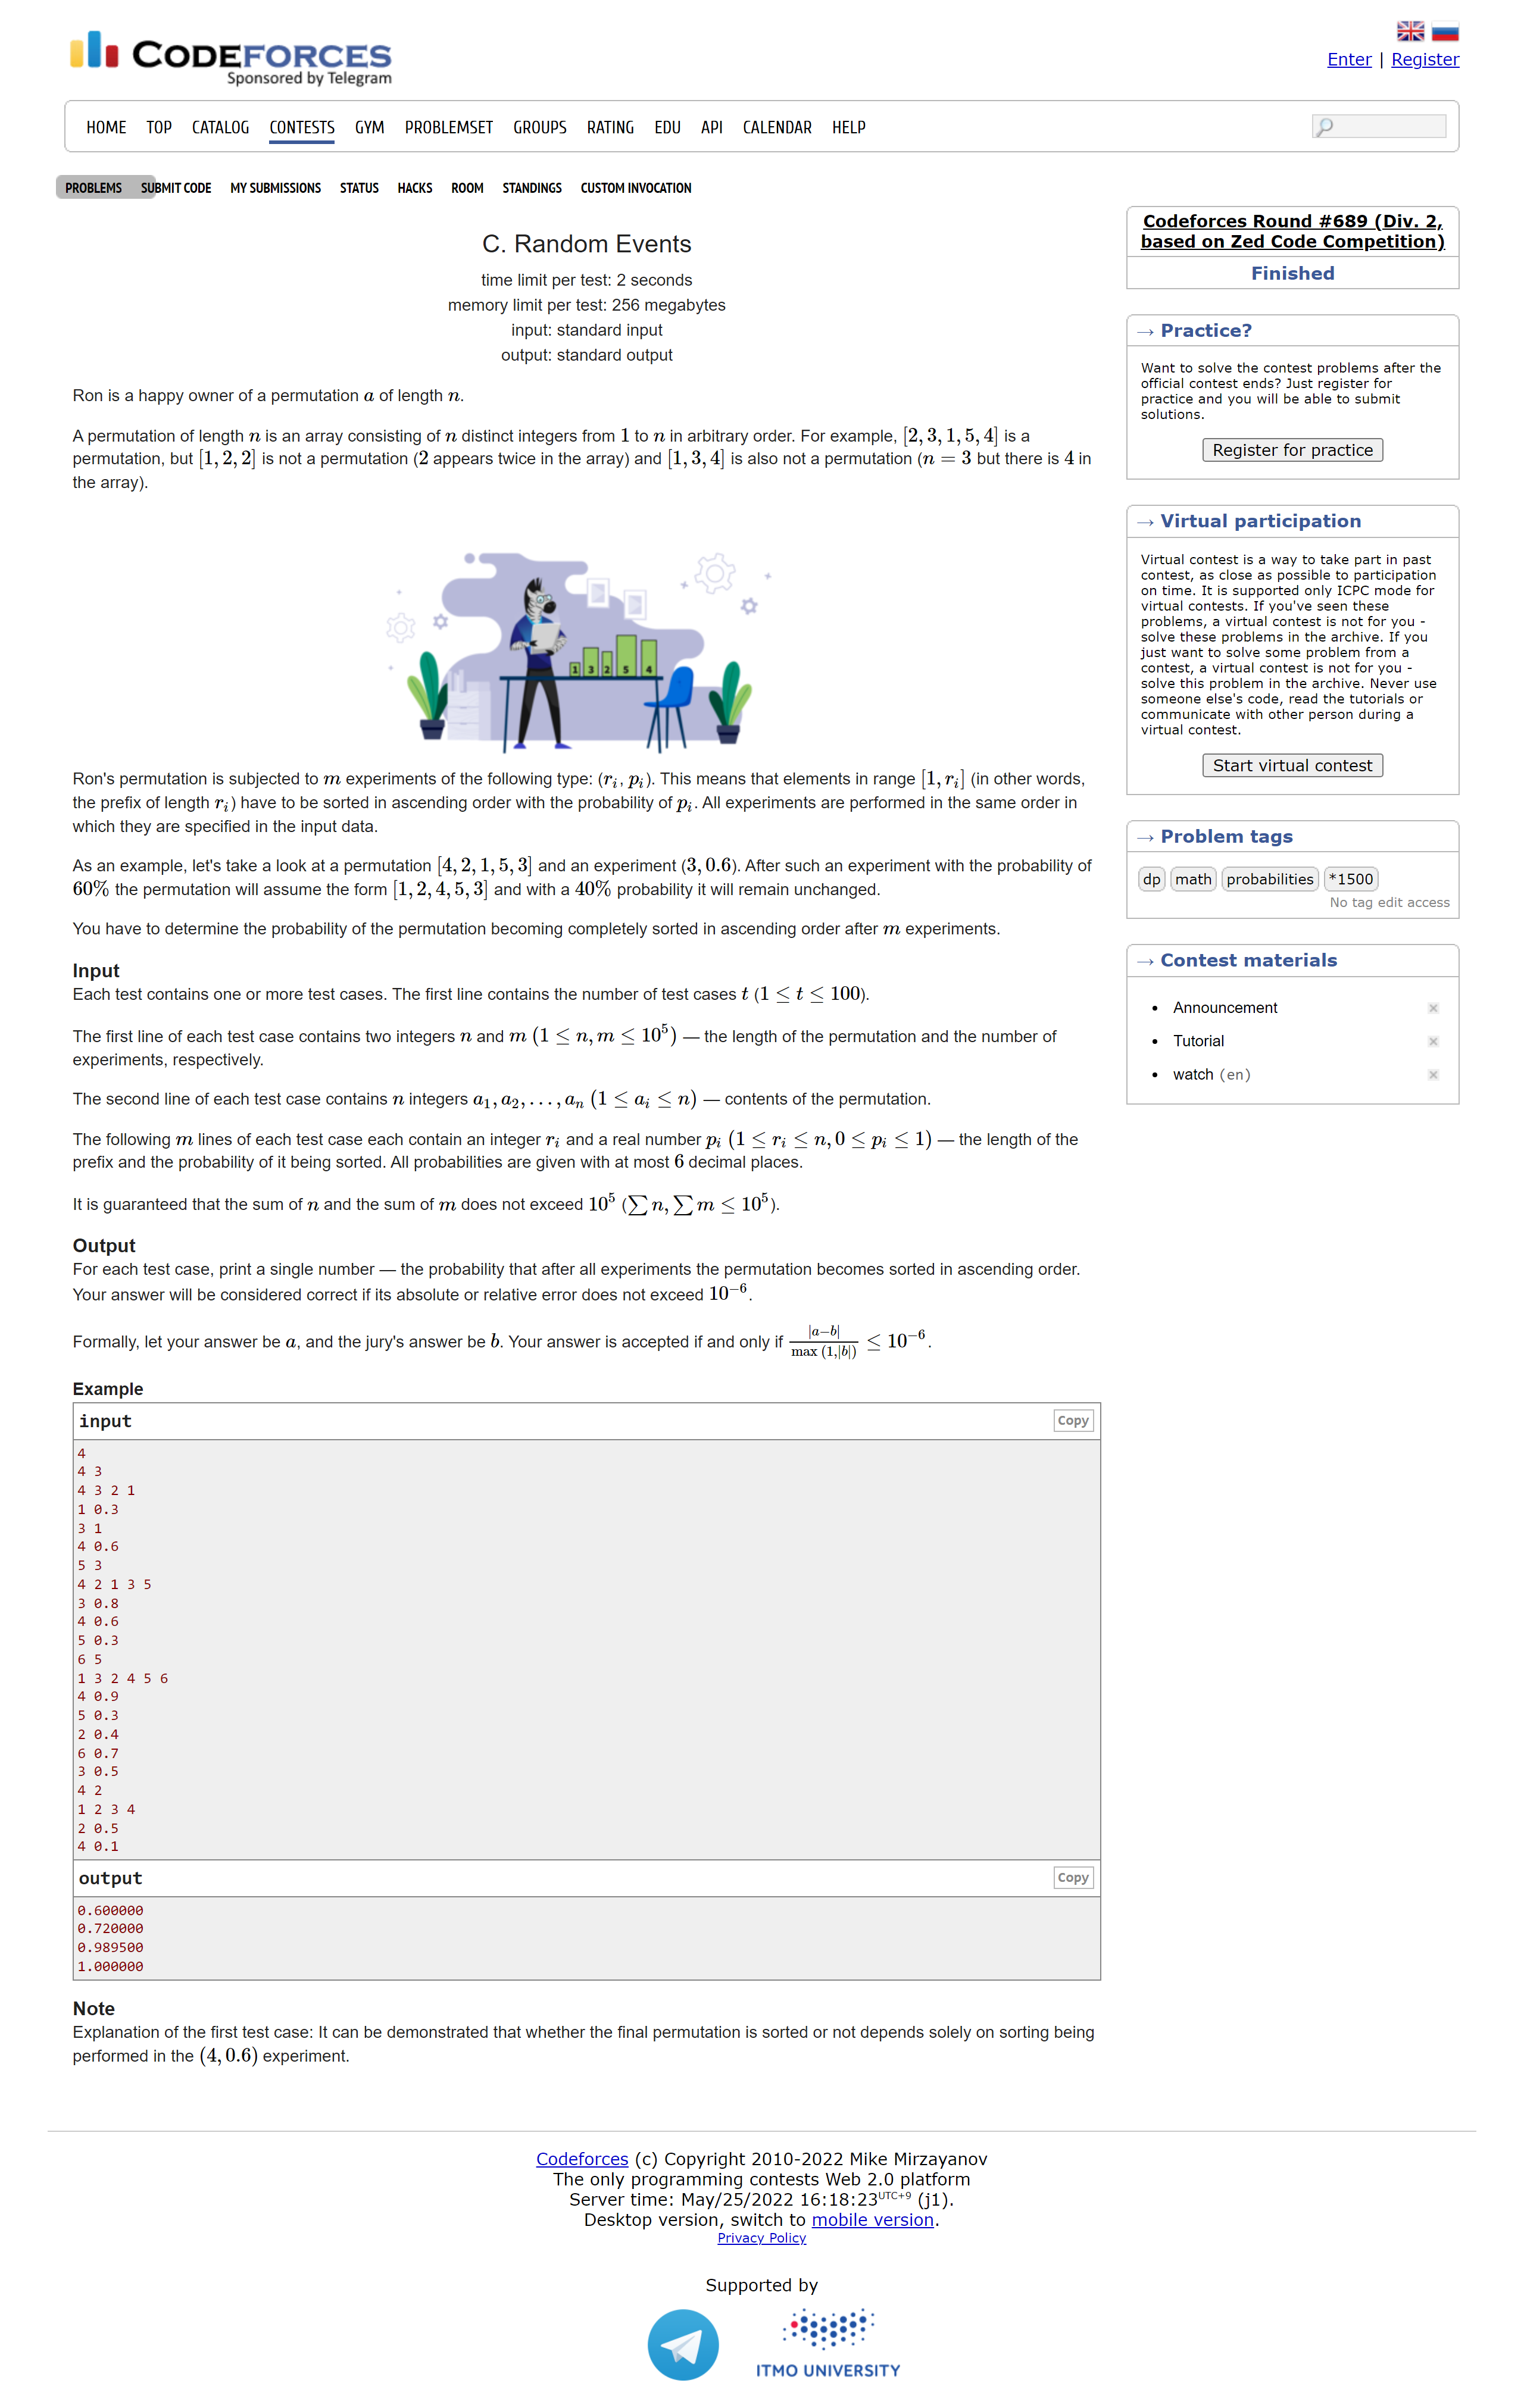 CODEFORCES
Sponsored by Telegram
Enter | Register
HOME TOP CATALOG CONTESTS GYM PROBLEMSET GROUPS RATING EDU API CALENDAR HELP
PROBLEMS SUBMIT CODE MY SUBMISSIONS STATUS HACKS ROOM STANDINGS CUSTOM INVOCATION
C. Random Events
time limit per test: 2 seconds
memory limit per test: 256 megabytes
input: standard input
output: standard output
Ron is a happy owner of a permutation a of length n.
A permutation of length n is an array consisting of n distinct integers from 1 to n in arbitrary order. For example, [2, 3, 1, 5, 4] is a
permutation, but [1, 2, 2] is not a permutation (2 appears twice in the array) and [1, 3, 4] is also not a permutation (n = 3 but there is 4 in
the array).
1 3 2 5 4
Ron's permutation is subjected to m experiments of the following type: (r_i, p_i). This means that elements in range [1, r_i] (in other words,
the prefix of length r_i) have to be sorted in ascending order with the probability of p_i. All experiments are performed in the same order in
which they are specified in the input data.
As an example, let's take a look at a permutation [4, 2, 1, 5, 3] and an experiment (3, 0.6). After such an experiment with the probability of
60% the permutation will assume the form [1, 2, 4, 5, 3] and with a 40% probability it will remain unchanged.
You have to determine the probability of the permutation becoming completely sorted in ascending order after m experiments.
Input
Each test contains one or more test cases. The first line contains the number of test cases t (1 ≤ t ≤ 100).
The first line of each test case contains two integers n and m (1 ≤ n, m ≤ 10^5) — the length of the permutation and the number of
experiments, respectively.
The second line of each test case contains n integers a_1, a_2, …, a_n (1 ≤ a_i ≤ n) — contents of the permutation.
The following m lines of each test case each contain an integer r_i and a real number p_i (1 ≤ r_i ≤ n, 0 ≤ p_i ≤ 1) — the length of the
prefix and the probability of it being sorted. All probabilities are given with at most 6 decimal places.
It is guaranteed that the sum of n and the sum of m does not exceed 10^5 (∑ n, ∑ m ≤ 10^5).
Output
For each test case, print a single number — the probability that after all experiments the permutation becomes sorted in ascending order.
Your answer will be considered correct if its absolute or relative error does not exceed 10^−6.
Formally, let your answer be a, and the jury's answer be b. Your answer is accepted if and only if |a−b| / max (1,|b|) ≤ 10^−6.
Example
input Copy
4
4 3
4 3 2 1
1 0.3
3 1
4 0.6
5 3
4 2 1 3 5
3 0.8
4 0.6
5 0.3
6 5
1 3 2 4 5 6
4 0.9
5 0.3
2 0.4
6 0.7
3 0.5
4 2
1 2 3 4
2 0.5
4 0.1
output Copy
0.600000
0.720000
0.989500
1.000000
Note
Explanation of the first test case: It can be demonstrated that whether the final permutation is sorted or not depends solely on sorting being
performed in the (4, 0.6) experiment.
Codeforces Round #689 (Div. 2,
based on Zed Code Competition)
Finished
→ Practice?
Want to solve the contest problems after the
official contest ends? Just register for
practice and you will be able to submit
solutions.
Register for practice
→ Virtual participation
Virtual contest is a way to take part in past
contest, as close as possible to participation
on time. It is supported only ICPC mode for
virtual contests. If you've seen these
problems, a virtual contest is not for you -
solve these problems in the archive. If you
just want to solve some problem from a
contest, a virtual contest is not for you -
solve this problem in the archive. Never use
someone else's code, read the tutorials or
communicate with other person during a
virtual contest.
Start virtual contest
→ Problem tags
dp math probabilities *1500
No tag edit access
→ Contest materials
Announcement
Tutorial
watch (en)
Codeforces (c) Copyright 2010-2022 Mike Mirzayanov
The only programming contests Web 2.0 platform
Server time: May/25/2022 16:18:23UTC+9 (j1).
Desktop version, switch to mobile version.
Privacy Policy
Supported by
ITMO UNIVERSITY